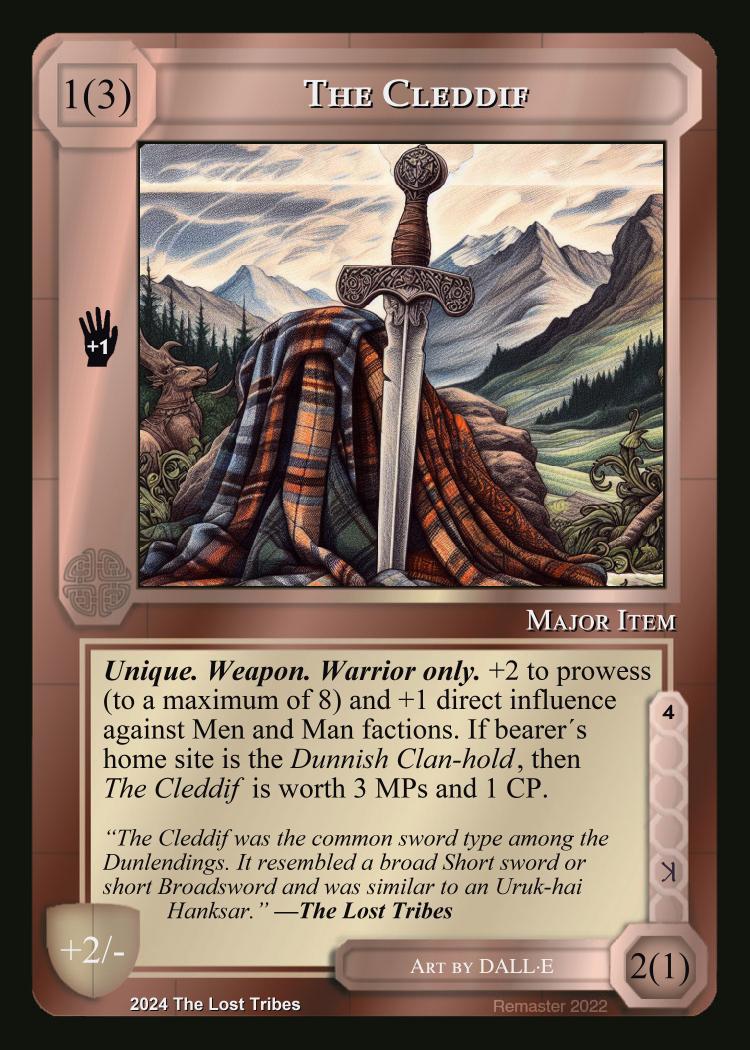 1(3)
The Cleddif
+1
Major Item
Unique. Weapon. Warrior only. +2 to prowess
(to a maximum of 8) and +1 direct influence
against Men and Man factions. If bearer´s
home site is the Dunnish Clan-hold, then
The Cleddif is worth 3 MPs and 1 CP.
4
“The Cleddif was the common sword type among the
Dunlendings. It resembled a broad Short sword or
short Broadsword and was similar to an Uruk-hai
Hanksar.” —The Lost Tribes
+2/-
Art by DALL·E
2(1)
2024 The Lost Tribes
Remaster 2022